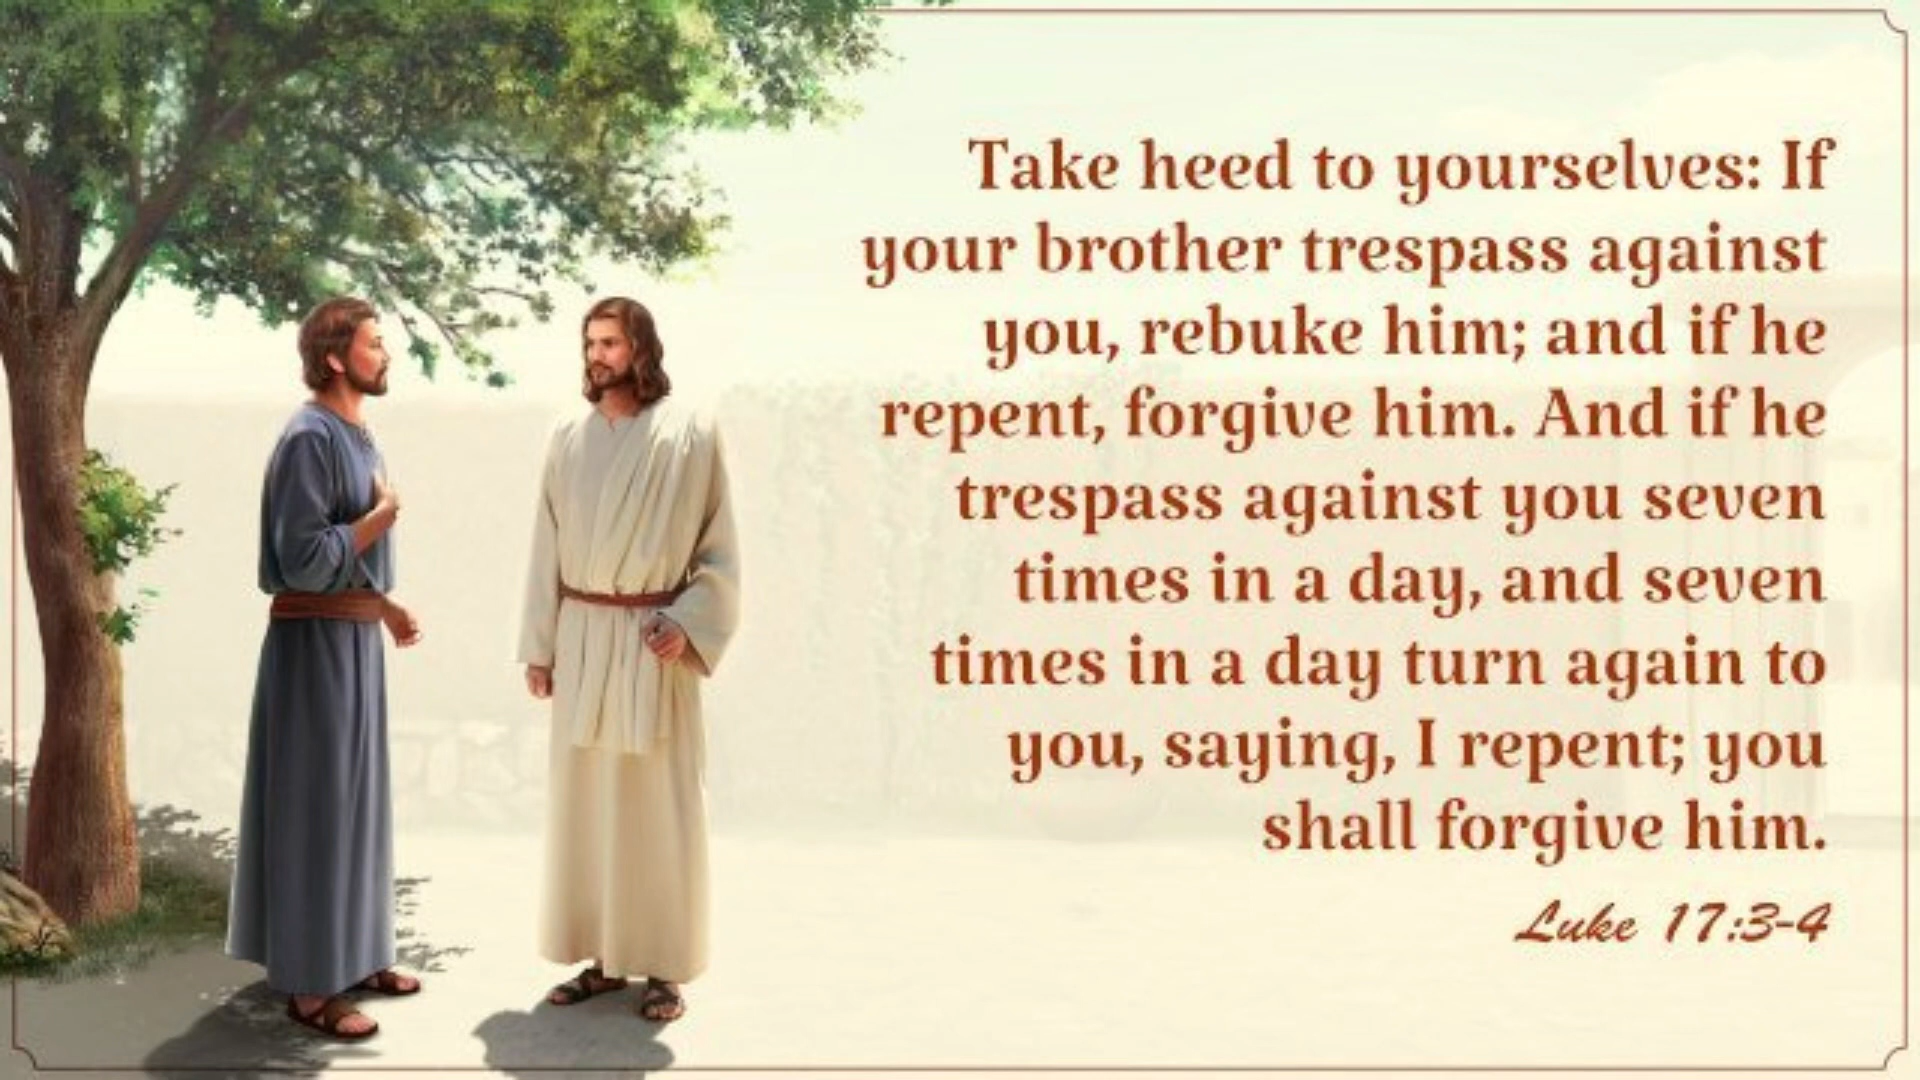 Take heed to yourselves: If
your brother trespass against
you, rebuke him; and if he
repent, forgive him. And if he
trespass against you seven
times in a day, and seven
times in a day turn again to
you, saying, I repent; you
shall forgive him.
Luke 17:3-4